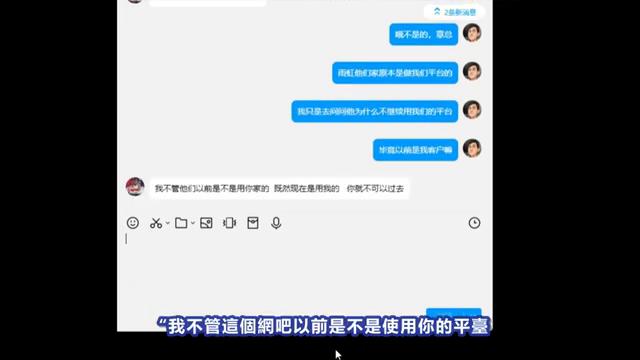 2条新消息
哦不是的，章总
雨虹他们家原本是做我们平台的
我只是去问问他为什么不继续用我们的平台
毕竟以前是我客户嘛
我不管他们以前是不是用你家的 既然现在是用我的 你就不可以过去
“我不管這個網吧以前是不是使用你的平臺